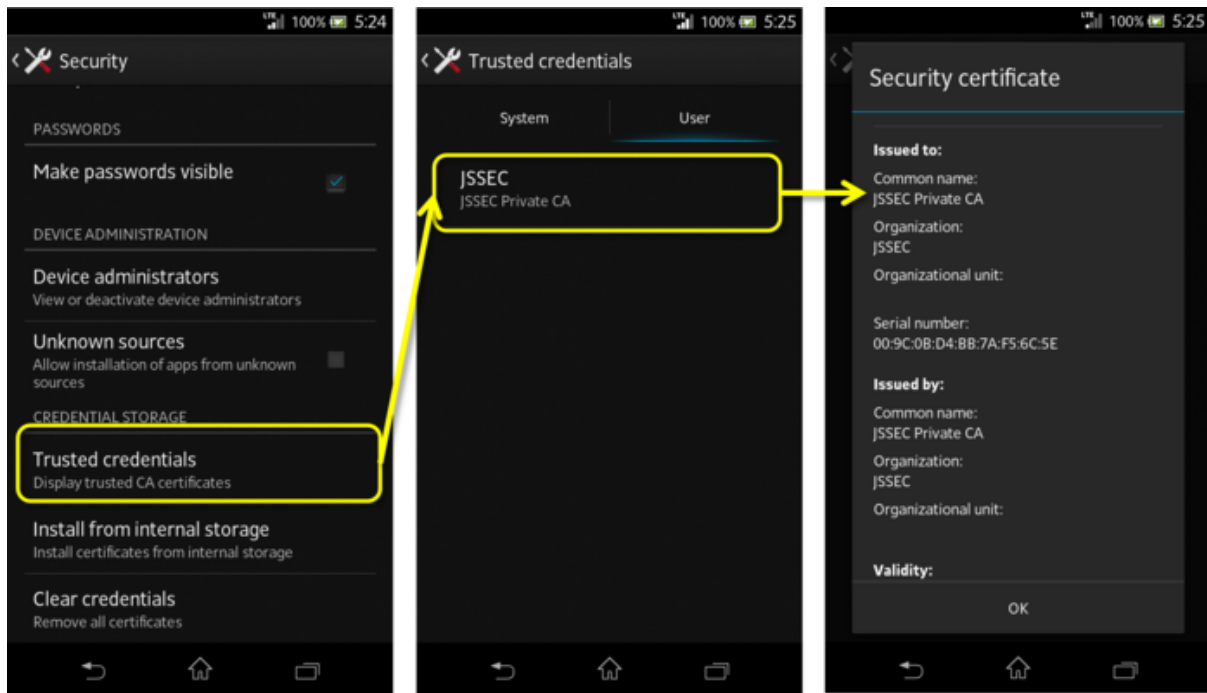 LTE 100% 5:24
Security
PASSWORDS
Make passwords visible
DEVICE ADMINISTRATION
Device administrators
View or deactivate device administrators
Unknown sources
Allow installation of apps from unknown
sources
CREDENTIAL STORAGE
Trusted credentials
Display trusted CA certificates
Install from internal storage
Install certificates from internal storage
Clear credentials
Remove all certificates
LTE 100% 5:25
Trusted credentials
System User
JSSEC
JSSEC Private CA
LTE 100% 5:25
Security certificate
Issued to:
Common name:
JSSEC Private CA
Organization:
JSSEC
Organizational unit:
Serial number:
00:9C:0B:D4:BB:7A:F5:6C:5E
Issued by:
Common name:
JSSEC Private CA
Organization:
JSSEC
Organizational unit:
Validity:
OK